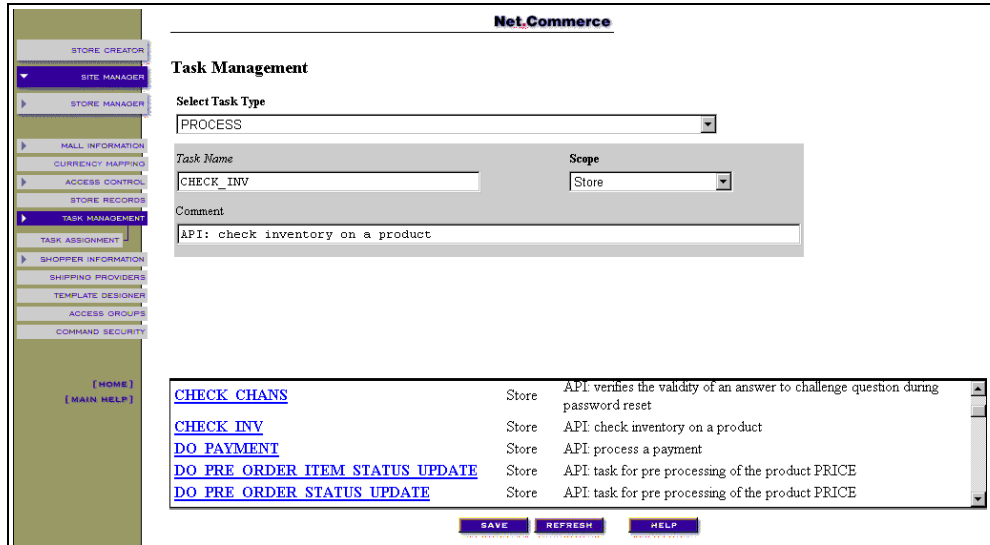 Net.Commerce
STORE CREATOR
SITE MANAGER
STORE MANAGER
MALL INFORMATION
CURRENCY MAPPING
ACCESS CONTROL
STORE RECORDS
TASK MANAGEMENT
TASK ASSIGNMENT
SHOPPER INFORMATION
SHIPPING PROVIDERS
TEMPLATE DESIGNER
ACCESS GROUPS
COMMAND SECURITY
[HOME]
[MAIN HELP]
Task Management
Select Task Type
PROCESS
Task Name Scope
CHECK_INV Store
Comment
API: check inventory on a product
CHECK_CHANS Store API: verifies the validity of an answer to challenge question during
password reset
CHECK_INV Store API: check inventory on a product
DO_PAYMENT Store API: process a payment
DO_PRE_ORDER_ITEM_STATUS_UPDATE Store API: task for pre processing of the product PRICE
DO_PRE_ORDER_STATUS_UPDATE Store API: task for pre processing of the product PRICE
SAVE REFRESH HELP